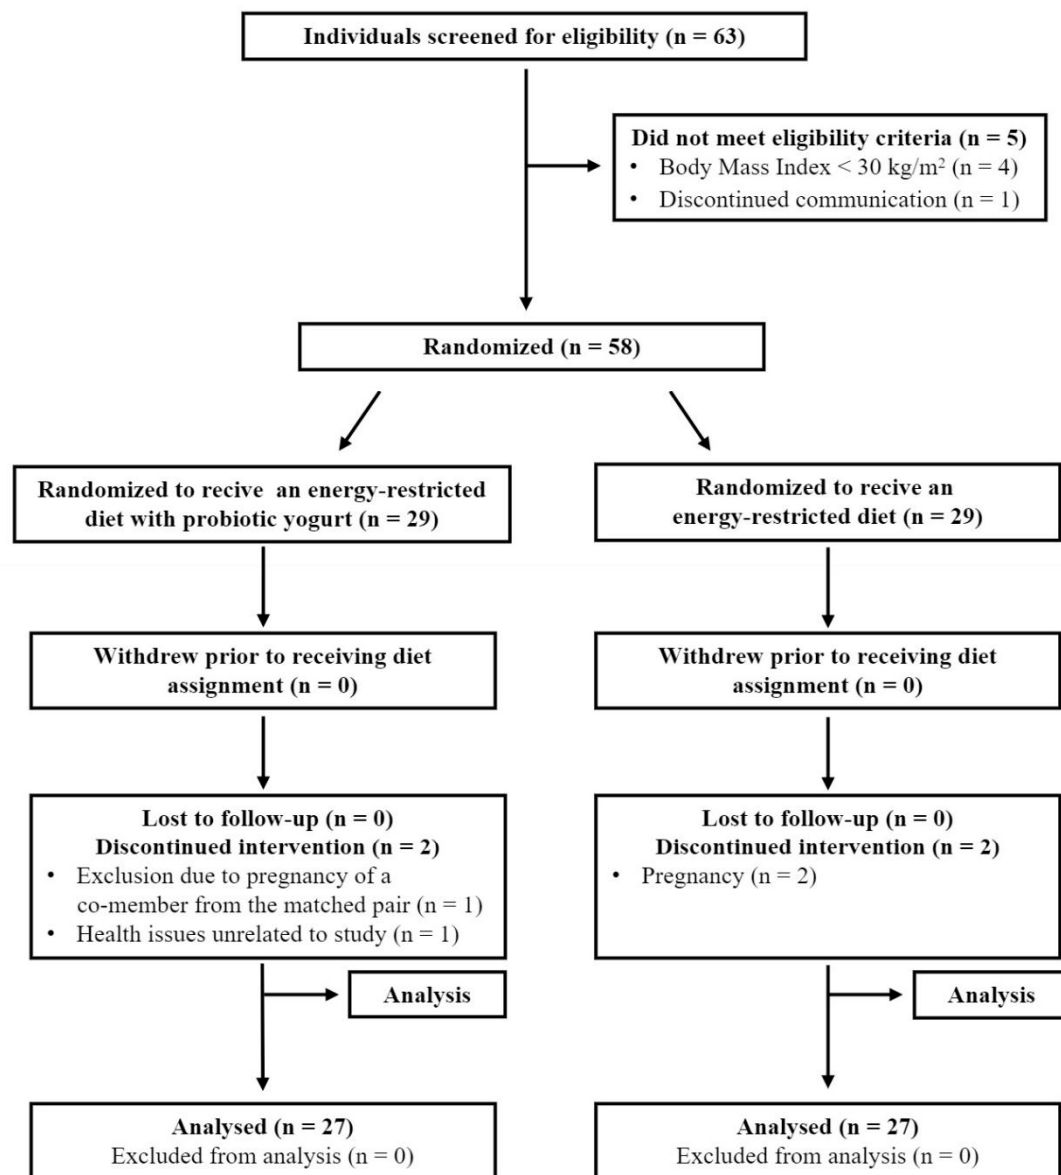 Individuals screened for eligibility (n = 63)
Did not meet eligibility criteria (n = 5)
• Body Mass Index < 30 kg/m² (n = 4)
• Discontinued communication (n = 1)
Randomized (n = 58)
Randomized to recive an energy-restricted
diet with probiotic yogurt (n = 29)
Randomized to recive an
energy-restricted diet (n = 29)
Withdrew prior to receiving diet
assignment (n = 0)
Withdrew prior to receiving diet
assignment (n = 0)
Lost to follow-up (n = 0)
Discontinued intervention (n = 2)
• Exclusion due to pregnancy of a
co-member from the matched pair (n = 1)
• Health issues unrelated to study (n = 1)
Lost to follow-up (n = 0)
Discontinued intervention (n = 2)
• Pregnancy (n = 2)
Analysis
Analysis
Analysed (n = 27)
Excluded from analysis (n = 0)
Analysed (n = 27)
Excluded from analysis (n = 0)